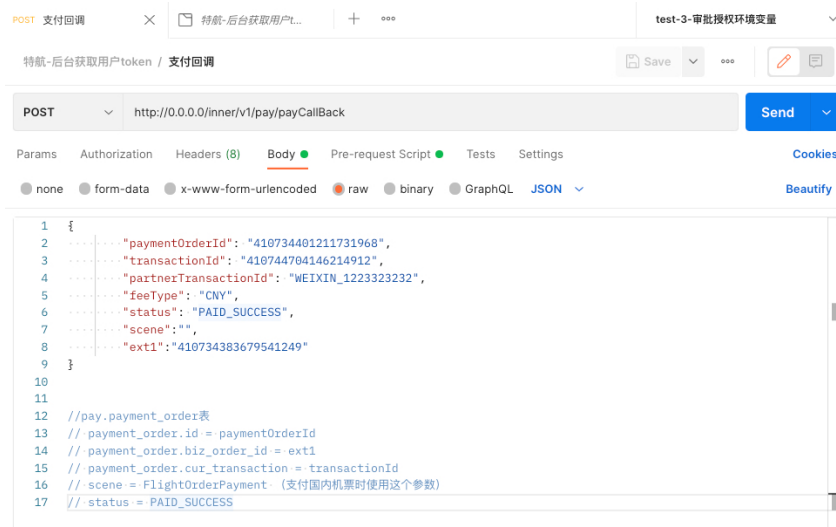 POST 支付回调
特航-后台获取用户t...
test-3-审批授权环境变量
特航-后台获取用户token / 支付回调
Save
POST
http://0.0.0.0/inner/v1/pay/payCallBack
Send
Params Authorization Headers (8) Body Pre-request Script Tests Settings Cookies
none form-data x-www-form-urlencoded raw binary GraphQL JSON Beautify
1 {
2 "paymentOrderId": "410734401211731968",
3 "transactionId": "410744704146214912",
4 "partnerTransactionId": "WEIXIN_1223323232",
5 "feeType": "CNY",
6 "status": "PAID_SUCCESS",
7 "scene":"",
8 "ext1":"410734383679541249"
9 }
10
11
12 //pay.payment_order表
13 // payment_order.id = paymentOrderId
14 // payment_order.biz_order_id = ext1
15 // payment_order.cur_transaction = transactionId
16 // scene = FlightOrderPayment （支付国内机票时使用这个参数）
17 // status = PAID_SUCCESS